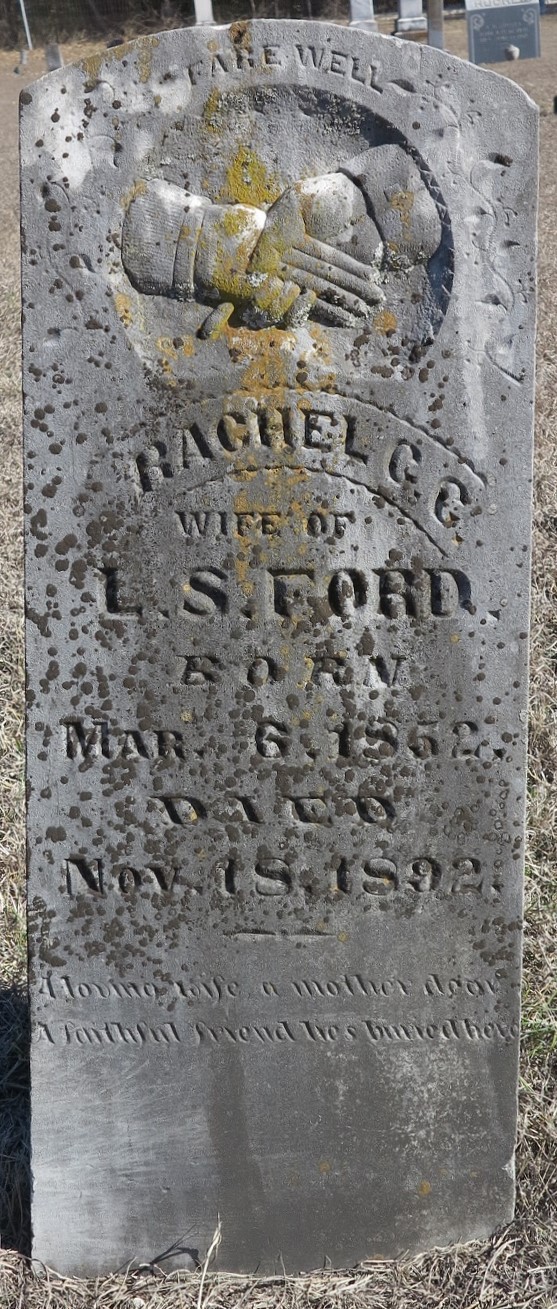 FARE WELL
RACHEL C. C.
WIFE OF
L. S. FORD.
BORN
MAR. 6. 1852.
DIED
NOV. 18. 1892.
A loving wife a mother dear
A faithful friend lies buried here